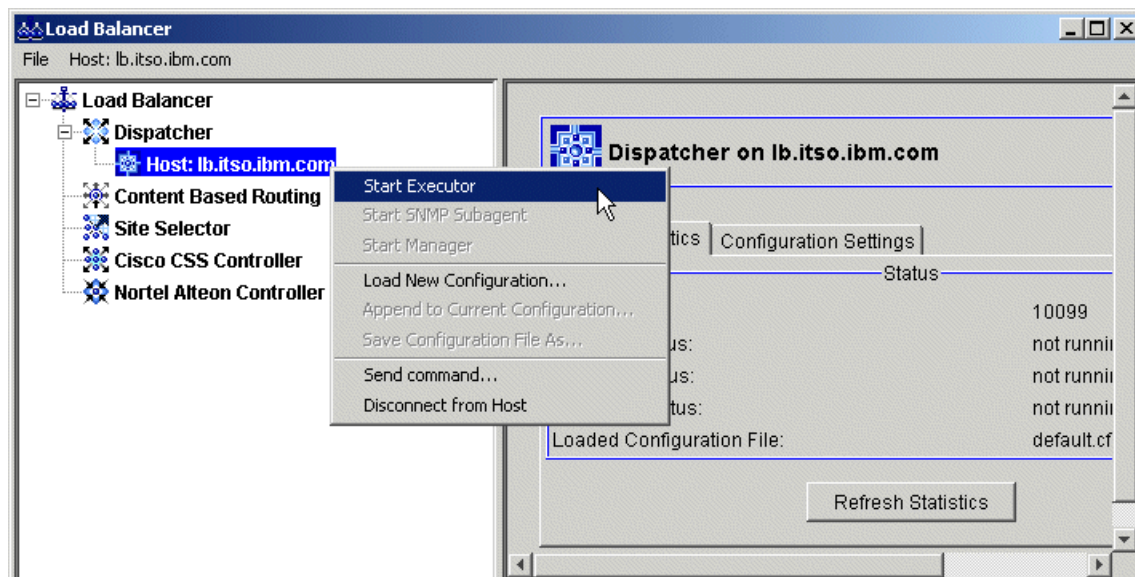 Load Balancer
File Host: lb.itso.ibm.com
Load Balancer
Dispatcher
Host: lb.itso.ibm.com
Content Based Routing
Site Selector
Cisco CSS Controller
Nortel Alteon Controller
Start Executor
Start SNMP Subagent
Start Manager
Load New Configuration...
Append to Current Configuration...
Save Configuration File As...
Send command...
Disconnect from Host
Dispatcher on lb.itso.ibm.com
tics Configuration Settings
Status
10099
us: not runni
us: not runni
tus: not runni
Loaded Configuration File: default.cf
Refresh Statistics